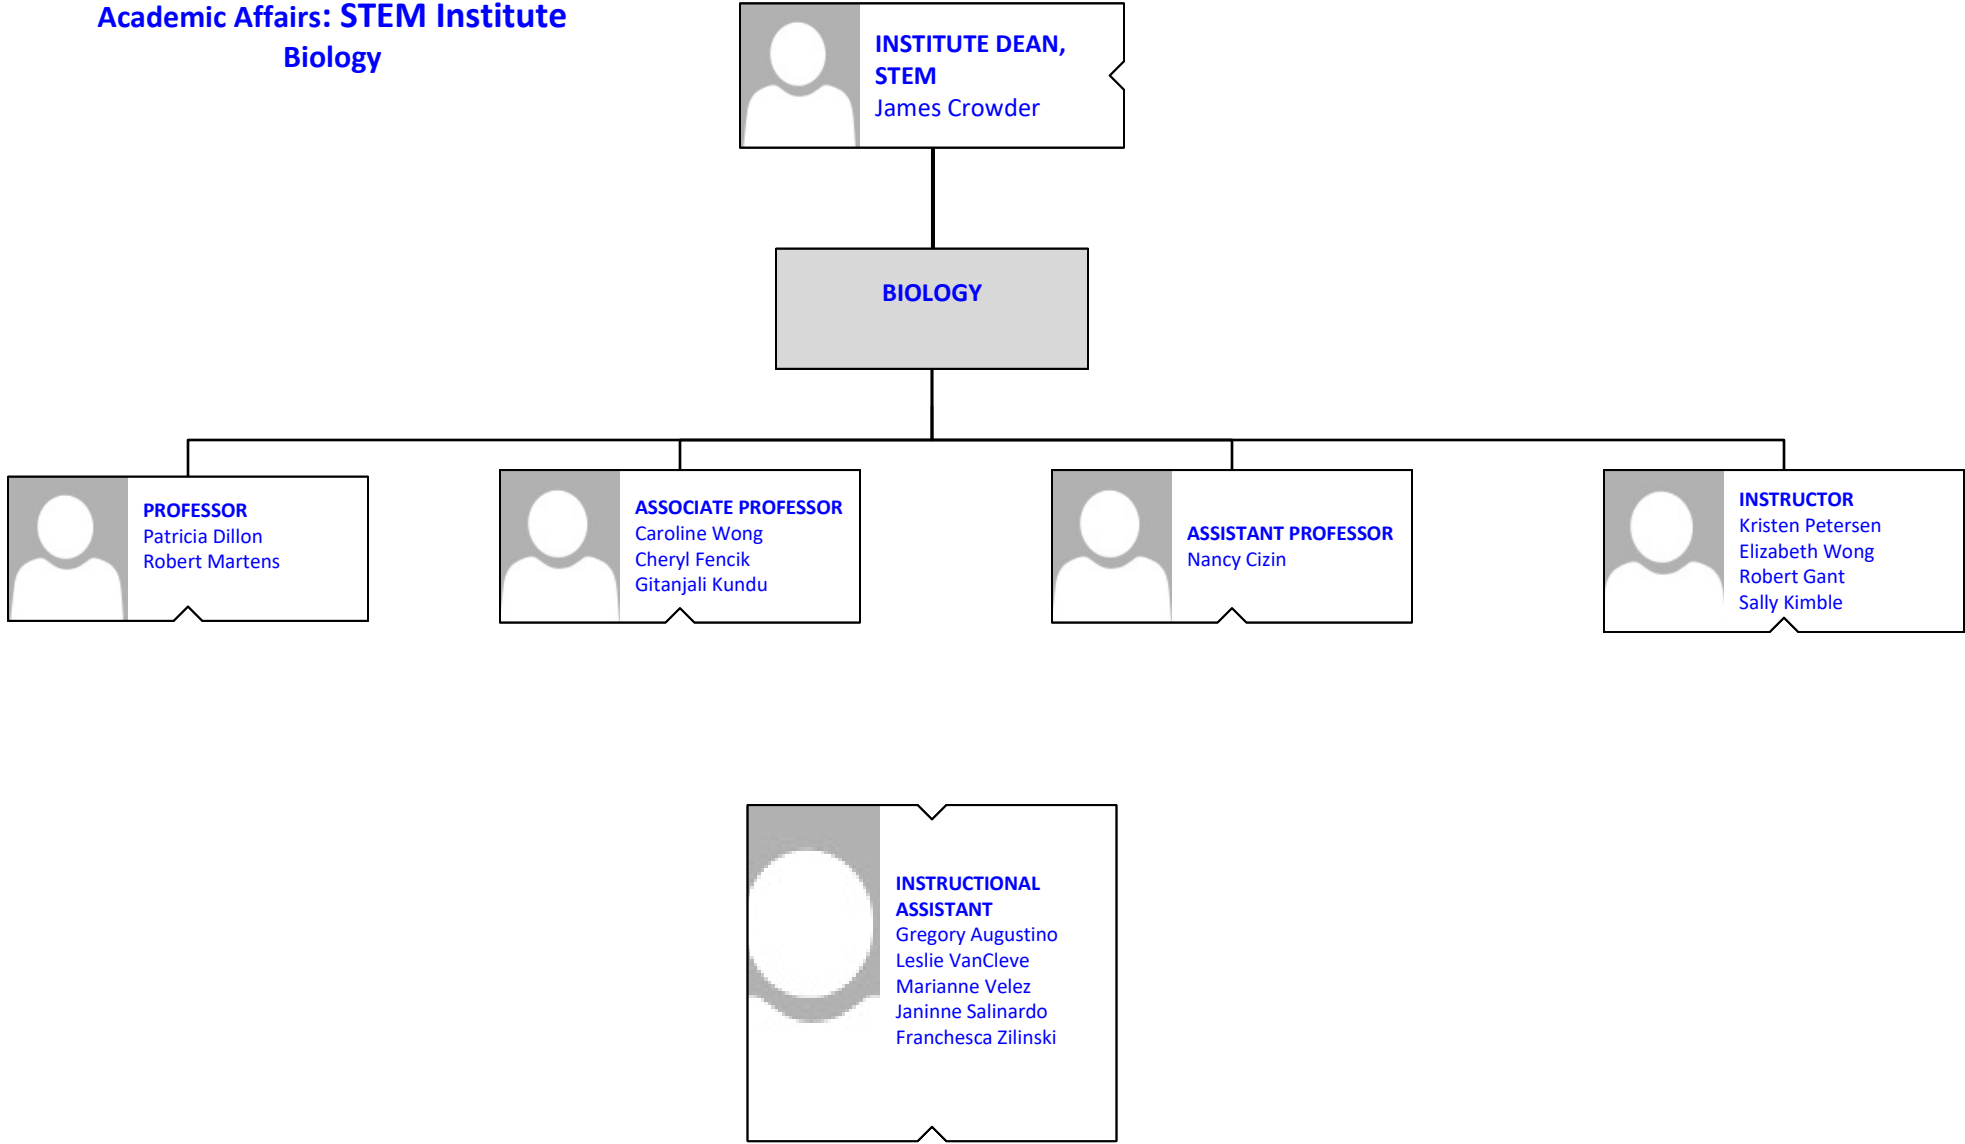 Academic Affairs: STEM Institute
Biology
INSTITUTE DEAN,
STEM
James Crowder
BIOLOGY
PROFESSOR
Patricia Dillon
Robert Martens
ASSOCIATE PROFESSOR
Caroline Wong
Cheryl Fencik
Gitanjali Kundu
ASSISTANT PROFESSOR
Nancy Cizin
INSTRUCTOR
Kristen Petersen
Elizabeth Wong
Robert Gant
Sally Kimble
INSTRUCTIONAL
ASSISTANT
Gregory Augustino
Leslie VanCleve
Marianne Velez
Janinne Salinardo
Franchesca Zilinski